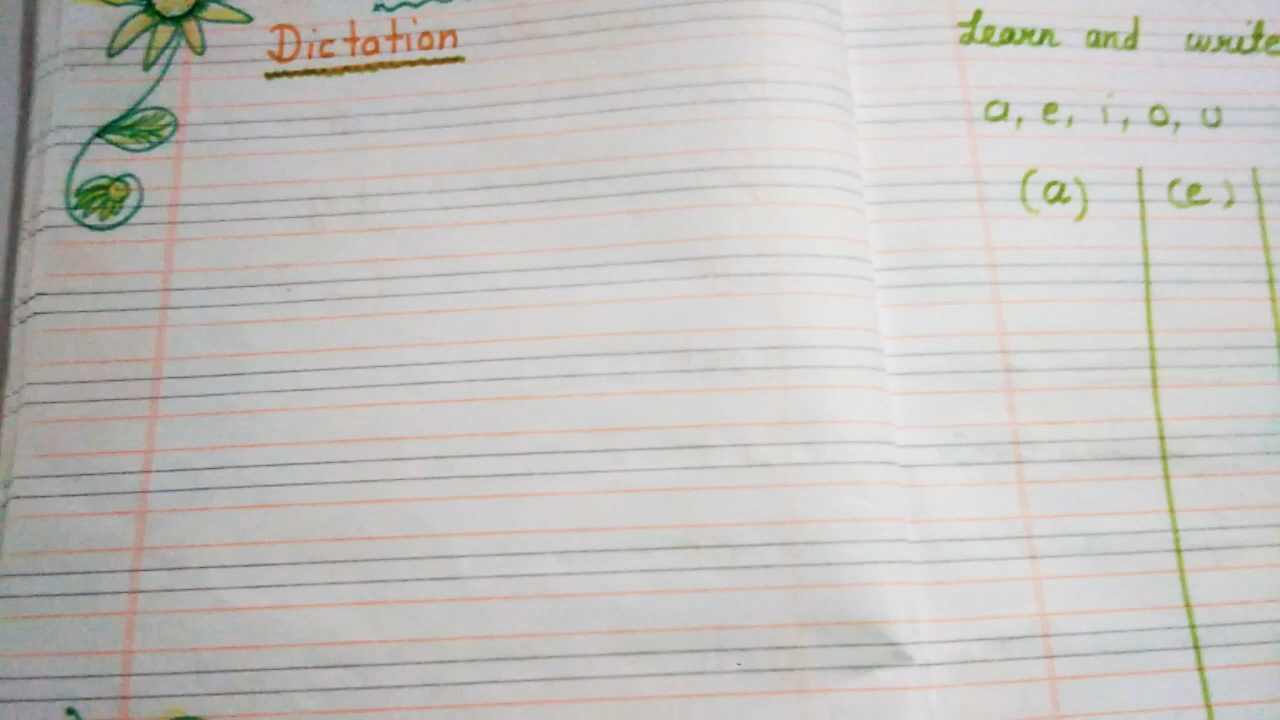 Dictation
Learn and write
a, e, i, o, u
(a) (e)